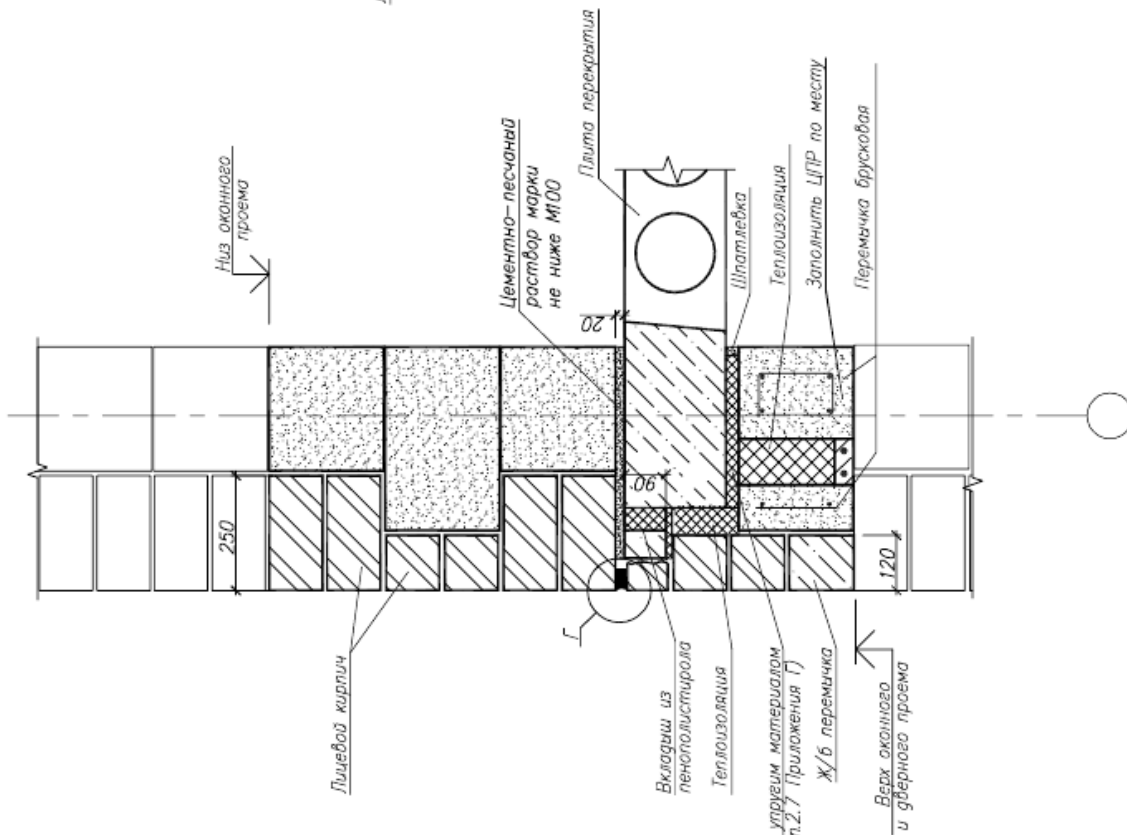 Низ оконного
проема
Цементно-песчаный
раствор марки
не ниже М100
Плита перекрытия
20
Шпатлевка
Теплоизоляция
Заполнить ЦПР по месту
Перемычка брусковая
250
90
120
Лицевой кирпич
Г
Вкладыш из
пенополистирола
Теплоизоляция
упругим материалом
п.2.7 Приложения Г)
Ж/б перемычка
Верх оконного
и дверного проема